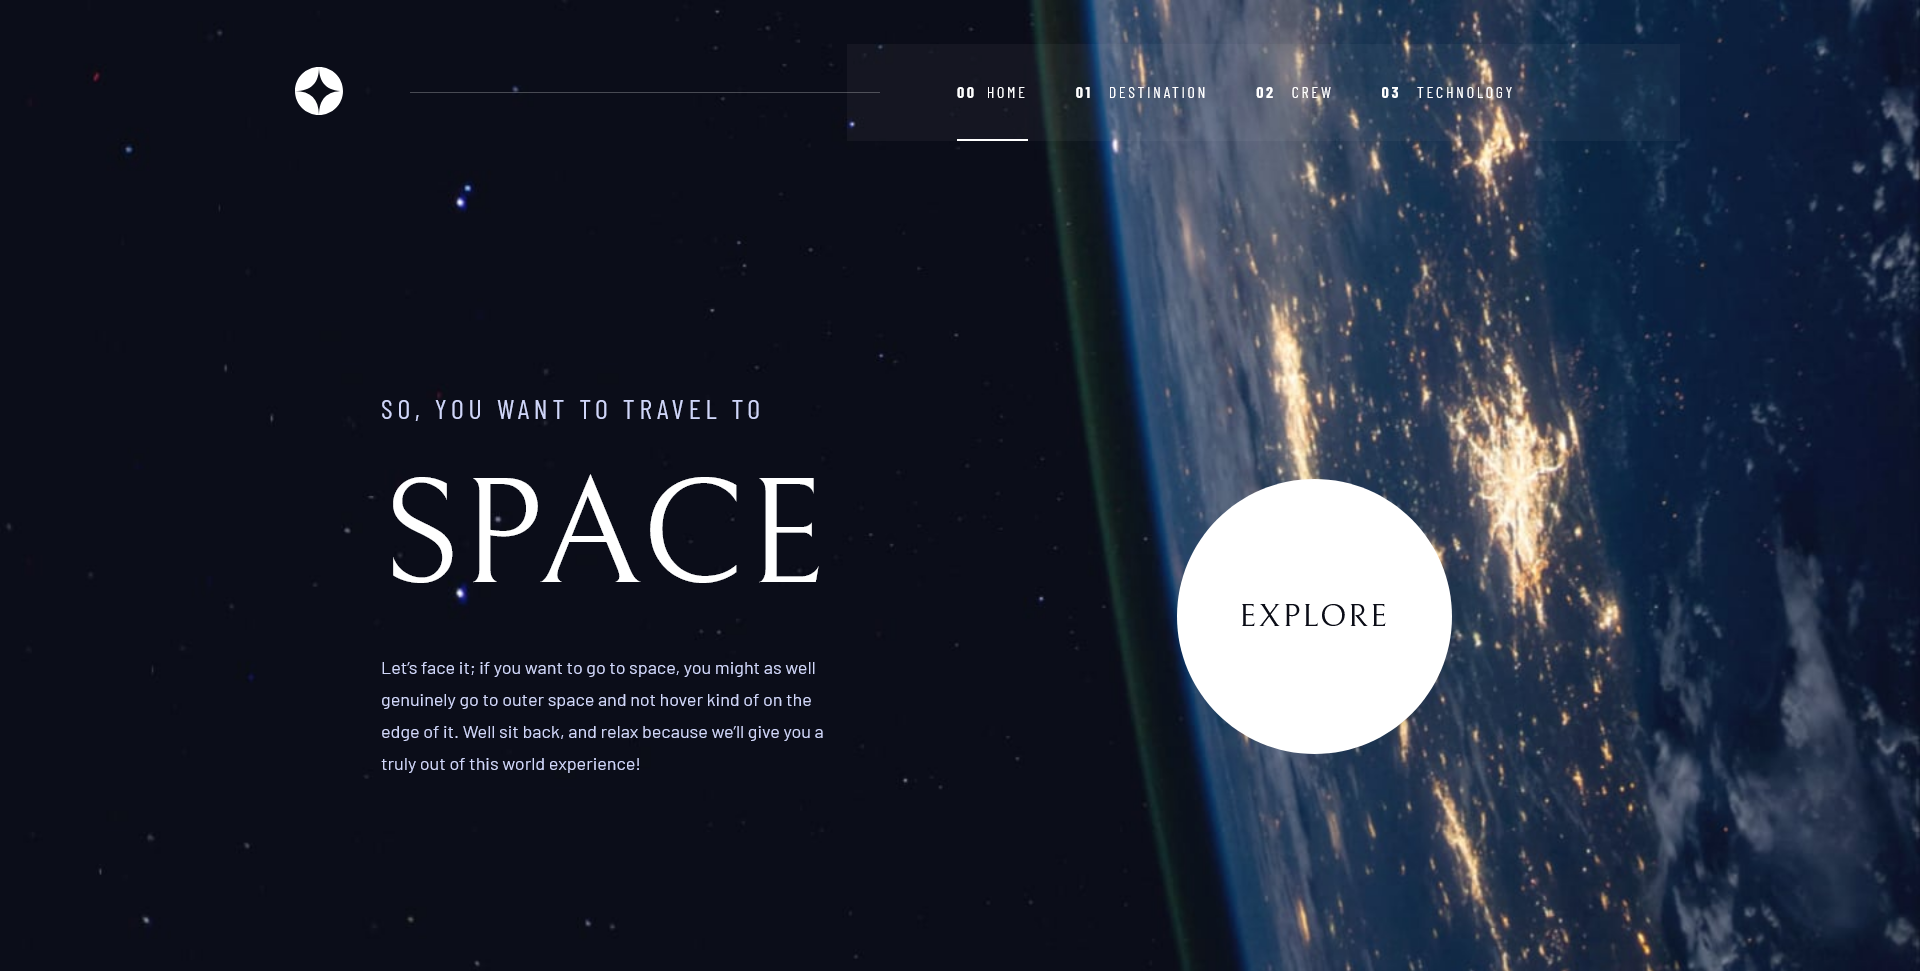 00 HOME 01 DESTINATION 02 CREW 03 TECHNOLOGY
SO, YOU WANT TO TRAVEL TO
SPACE
EXPLORE
Let’s face it; if you want to go to space, you might as well
genuinely go to outer space and not hover kind of on the
edge of it. Well sit back, and relax because we’ll give you a
truly out of this world experience!